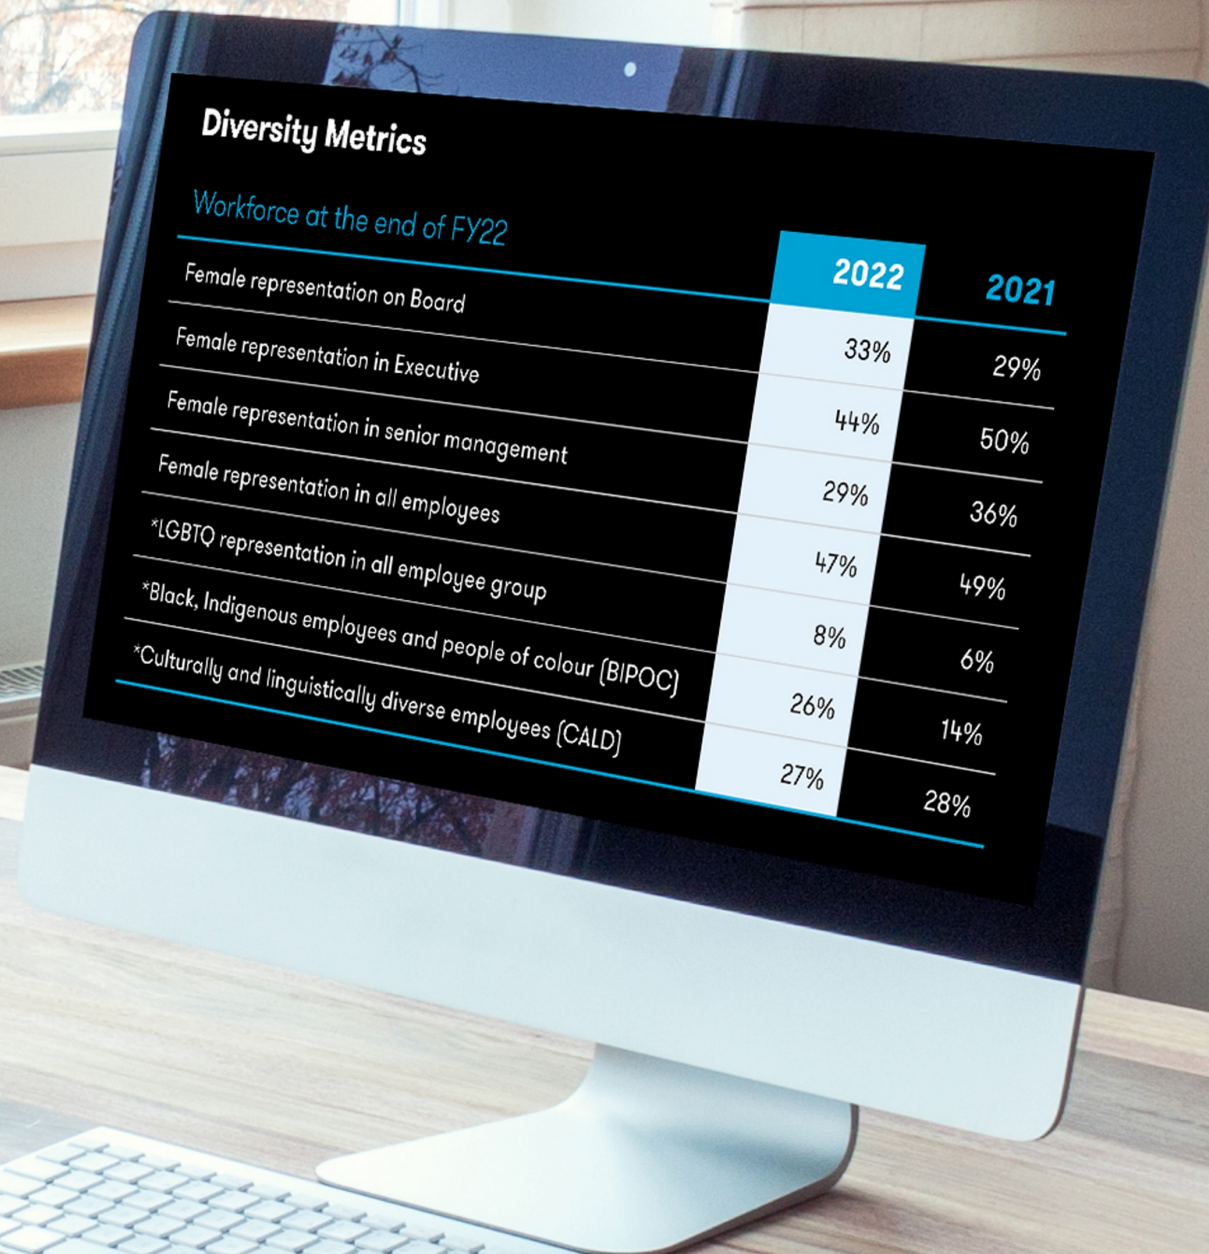 Diversity Metrics
Workforce at the end of FY22 2022 2021
Female representation on Board 33% 29%
Female representation in Executive 44% 50%
Female representation in senior management 29% 36%
Female representation in all employees 47% 49%
*LGBTQ representation in all employee group 8% 6%
*Black, Indigenous employees and people of colour (BIPOC) 26% 14%
*Culturally and linguistically diverse employees (CALD) 27% 28%